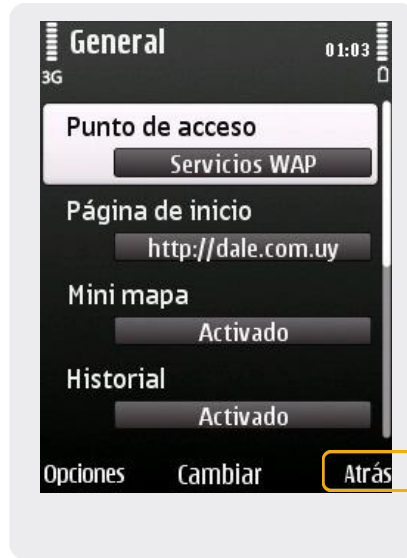 General 01:03
3G
Punto de acceso
Servicios WAP
Página de inicio
http://dale.com.uy
Mini mapa
Activado
Historial
Activado
Opciones Cambiar Atrás